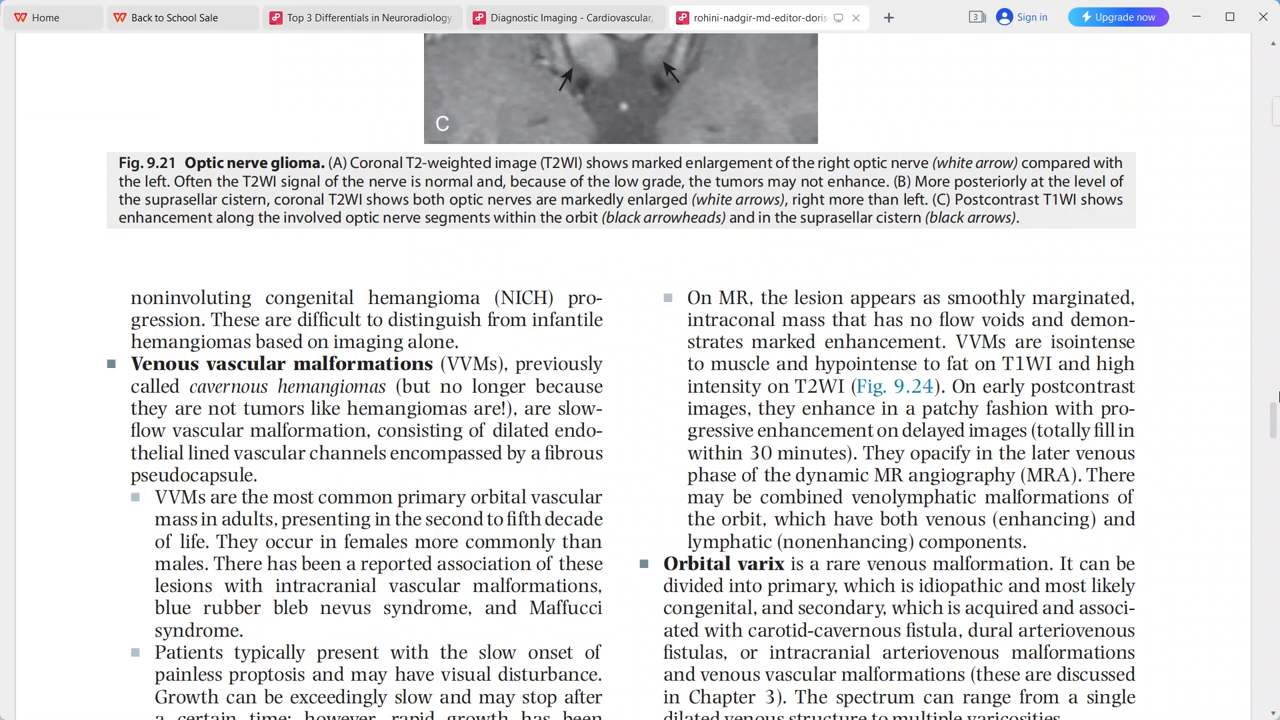 Home
Back to School Sale
Top 3 Differentials in Neuroradiology
Diagnostic Imaging - Cardiovascular,
rohini-nadgir-md-editor-doris
3
Sign in
Upgrade now
C
Fig. 9.21 Optic nerve glioma. (A) Coronal T2-weighted image (T2WI) shows marked enlargement of the right optic nerve (white arrow) compared with
the left. Often the T2WI signal of the nerve is normal and, because of the low grade, the tumors may not enhance. (B) More posteriorly at the level of
the suprasellar cistern, coronal T2WI shows both optic nerves are markedly enlarged (white arrows), right more than left. (C) Postcontrast T1WI shows
enhancement along the involved optic nerve segments within the orbit (black arrowheads) and in the suprasellar cistern (black arrows).
noninvoluting congenital hemangioma (NICH) pro-
gression. These are difficult to distinguish from infantile
hemangiomas based on imaging alone.
Venous vascular malformations (VVMs), previously
called cavernous hemangiomas (but no longer because
they are not tumors like hemangiomas are!), are slow-
flow vascular malformation, consisting of dilated endo-
thelial lined vascular channels encompassed by a fibrous
pseudocapsule.
VVMs are the most common primary orbital vascular
mass in adults, presenting in the second to fifth decade
of life. They occur in females more commonly than
males. There has been a reported association of these
lesions with intracranial vascular malformations,
blue rubber bleb nevus syndrome, and Maffucci
syndrome.
Patients typically present with the slow onset of
painless proptosis and may have visual disturbance.
Growth can be exceedingly slow and may stop after
a certain time; however, rapid growth has been
On MR, the lesion appears as smoothly marginated,
intraconal mass that has no flow voids and demon-
strates marked enhancement. VVMs are isointense
to muscle and hypointense to fat on T1WI and high
intensity on T2WI (Fig. 9.24). On early postcontrast
images, they enhance in a patchy fashion with pro-
gressive enhancement on delayed images (totally fill in
within 30 minutes). They opacify in the later venous
phase of the dynamic MR angiography (MRA). There
may be combined venolymphatic malformations of
the orbit, which have both venous (enhancing) and
lymphatic (nonenhancing) components.
Orbital varix is a rare venous malformation. It can be
divided into primary, which is idiopathic and most likely
congenital, and secondary, which is acquired and associ-
ated with carotid-cavernous fistula, dural arteriovenous
fistulas, or intracranial arteriovenous malformations
and venous vascular malformations (these are discussed
in Chapter 3). The spectrum can range from a single
dilated venous structure to multiple varicosities.